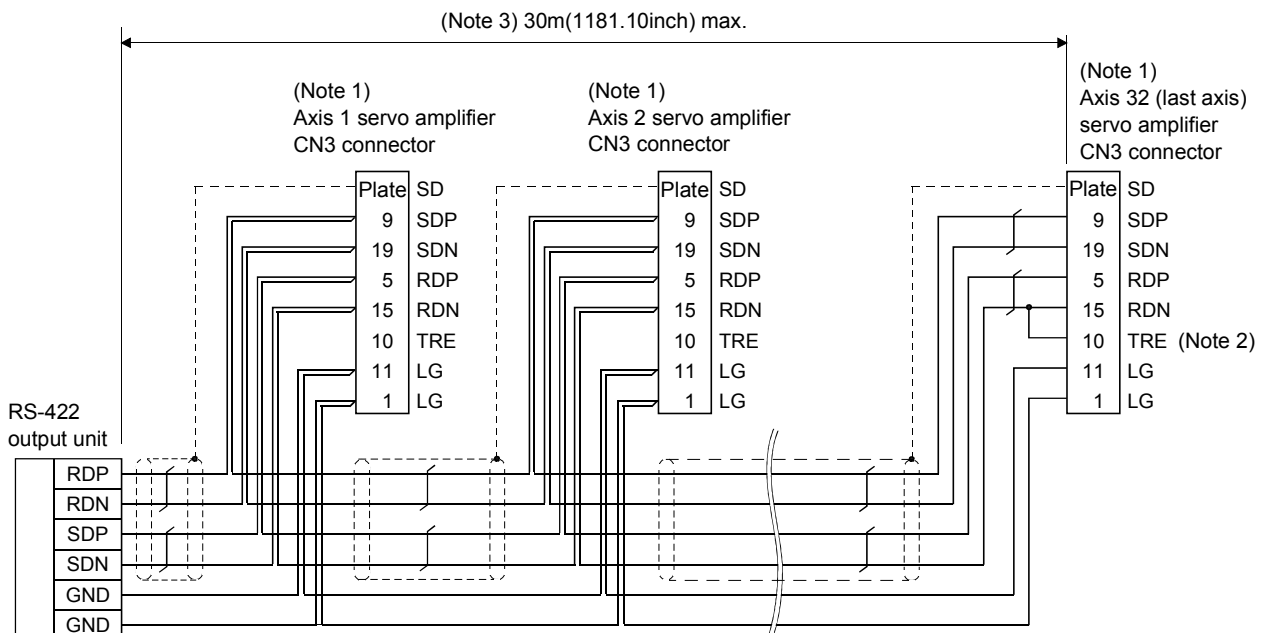 (Note 3) 30m(1181.10inch) max.
(Note 1)
Axis 1 servo amplifier
CN3 connector
(Note 1)
Axis 2 servo amplifier
CN3 connector
(Note 1)
Axis 32 (last axis)
servo amplifier
CN3 connector
Plate SD
9 SDP
19 SDN
5 RDP
15 RDN
10 TRE
11 LG
1 LG
Plate SD
9 SDP
19 SDN
5 RDP
15 RDN
10 TRE
11 LG
1 LG
Plate SD
9 SDP
19 SDN
5 RDP
15 RDN
10 TRE (Note 2)
11 LG
1 LG
RS-422
output unit
RDP
RDN
SDP
SDN
GND
GND